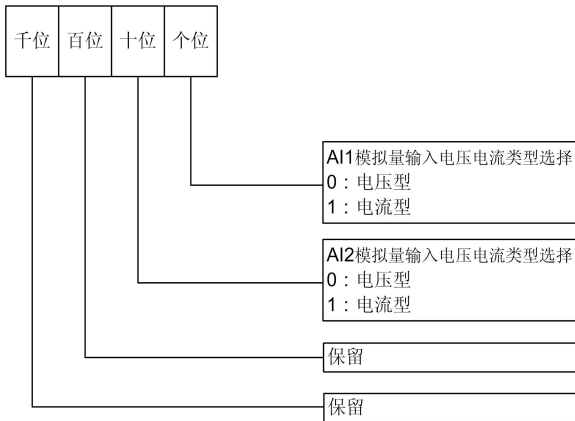 千位 百位 十位 个位
AI1模拟量输入电压电流类型选择
0：电压型
1：电流型
AI2模拟量输入电压电流类型选择
0：电压型
1：电流型
保留
保留